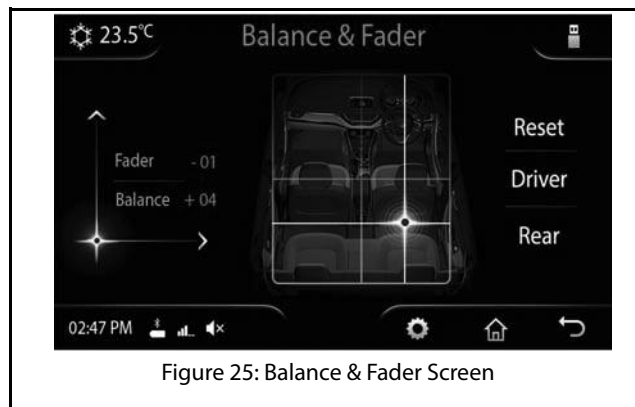 23.5°C
Balance & Fader
Fader - 01
Balance + 04
Reset
Driver
Rear
02:47 PM
Figure 25: Balance & Fader Screen